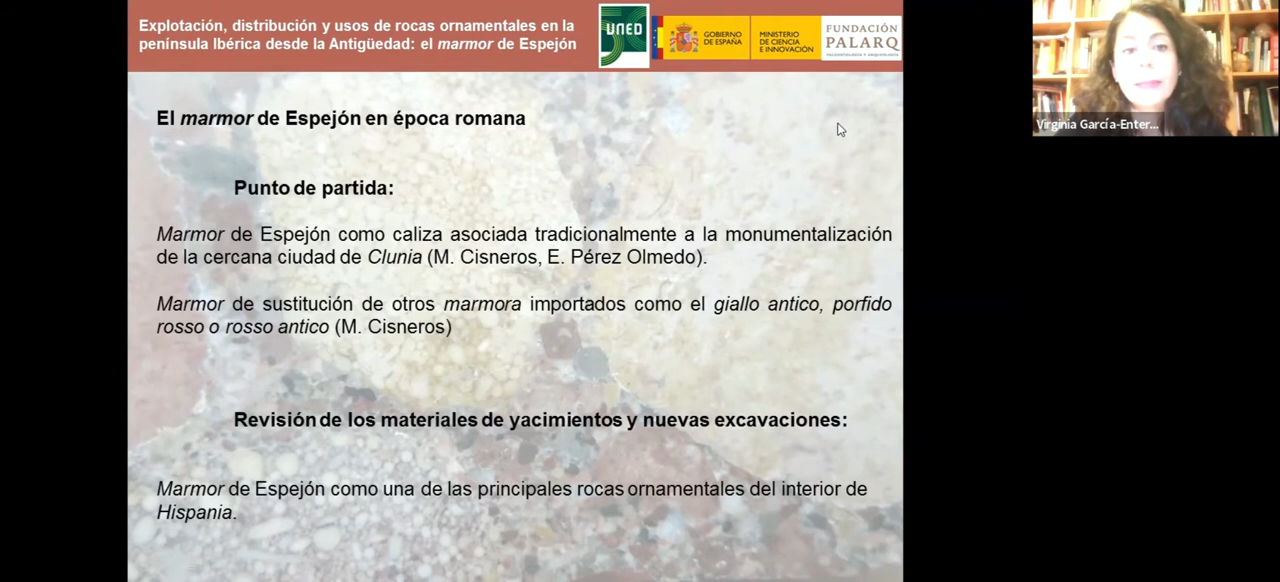 Explotación, distribución y usos de rocas ornamentales en la
península Ibérica desde la Antigüedad: el marmor de Espejón
UNED
GOBIERNO
DE ESPAÑA
MINISTERIO
DE CIENCIA
E INNOVACIÓN
FUNDACIÓN
PALARQ
Virginia García-Enter...
El marmor de Espejón en época romana
Punto de partida:
Marmor de Espejón como caliza asociada tradicionalmente a la monumentalización
de la cercana ciudad de Clunia (M. Cisneros, E. Pérez Olmedo).
Marmor de sustitución de otros marmora importados como el giallo antico, porfido
rosso o rosso antico (M. Cisneros)
Revisión de los materiales de yacimientos y nuevas excavaciones:
Marmor de Espejón como una de las principales rocas ornamentales del interior de
Hispania.